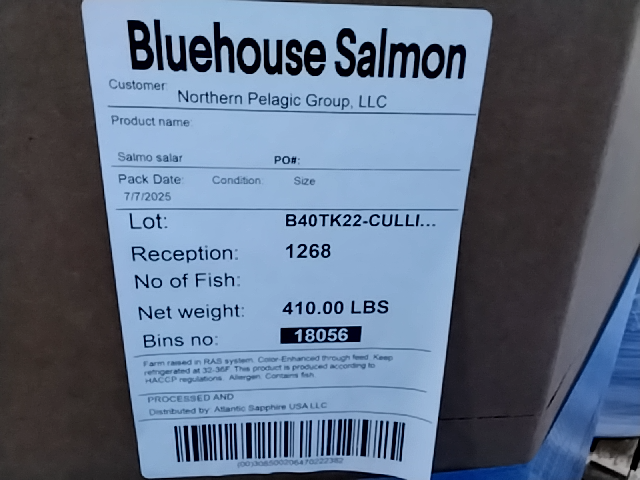 Bluehouse Salmon
Customer:
Northern Pelagic Group, LLC
Product name:
Salmo salar PO#:
Pack Date: Condition: Size
7/7/2025
Lot: B40TK22-CULLI...
Reception: 1268
No of Fish:
Net weight: 410.00 LBS
Bins no: 18056
Farm raised in RAS system. Color-Enhanced through feed. Keep
refrigerated at 32-36F. This product is produced according to
HACCP regulations. Allergen. Contains fish.
PROCESSED AND
Distributed by: Atlantic Sapphire USA LLC